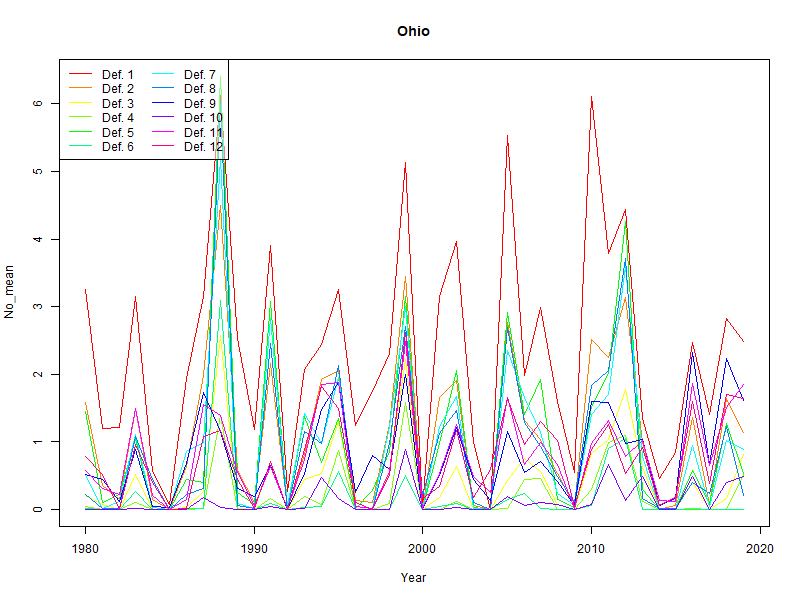 Ohio
Def. 1
Def. 2
Def. 3
Def. 4
Def. 5
Def. 6
Def. 7
Def. 8
Def. 9
Def. 10
Def. 11
Def. 12
No_mean
6
5
4
3
2
1
0
1980
1990
2000
2010
2020
Year